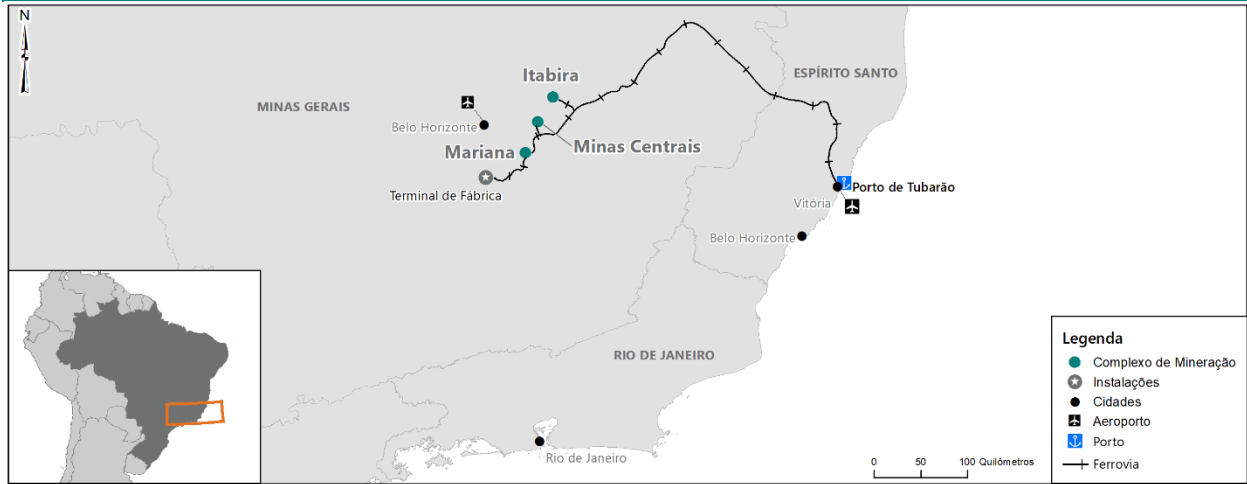 N
ESPÍRITO SANTO
Itabira
MINAS GERAIS
Belo Horizonte
Minas Centrais
Mariana
Terminal de Fábrica
Porto de Tubarão
Vitória
Belo Horizonte
RIO DE JANEIRO
Rio de Janeiro
0 50 100 Quilômetros
Legenda
Complexo de Mineração
Instalações
Cidades
Aeroporto
Porto
Ferrovia